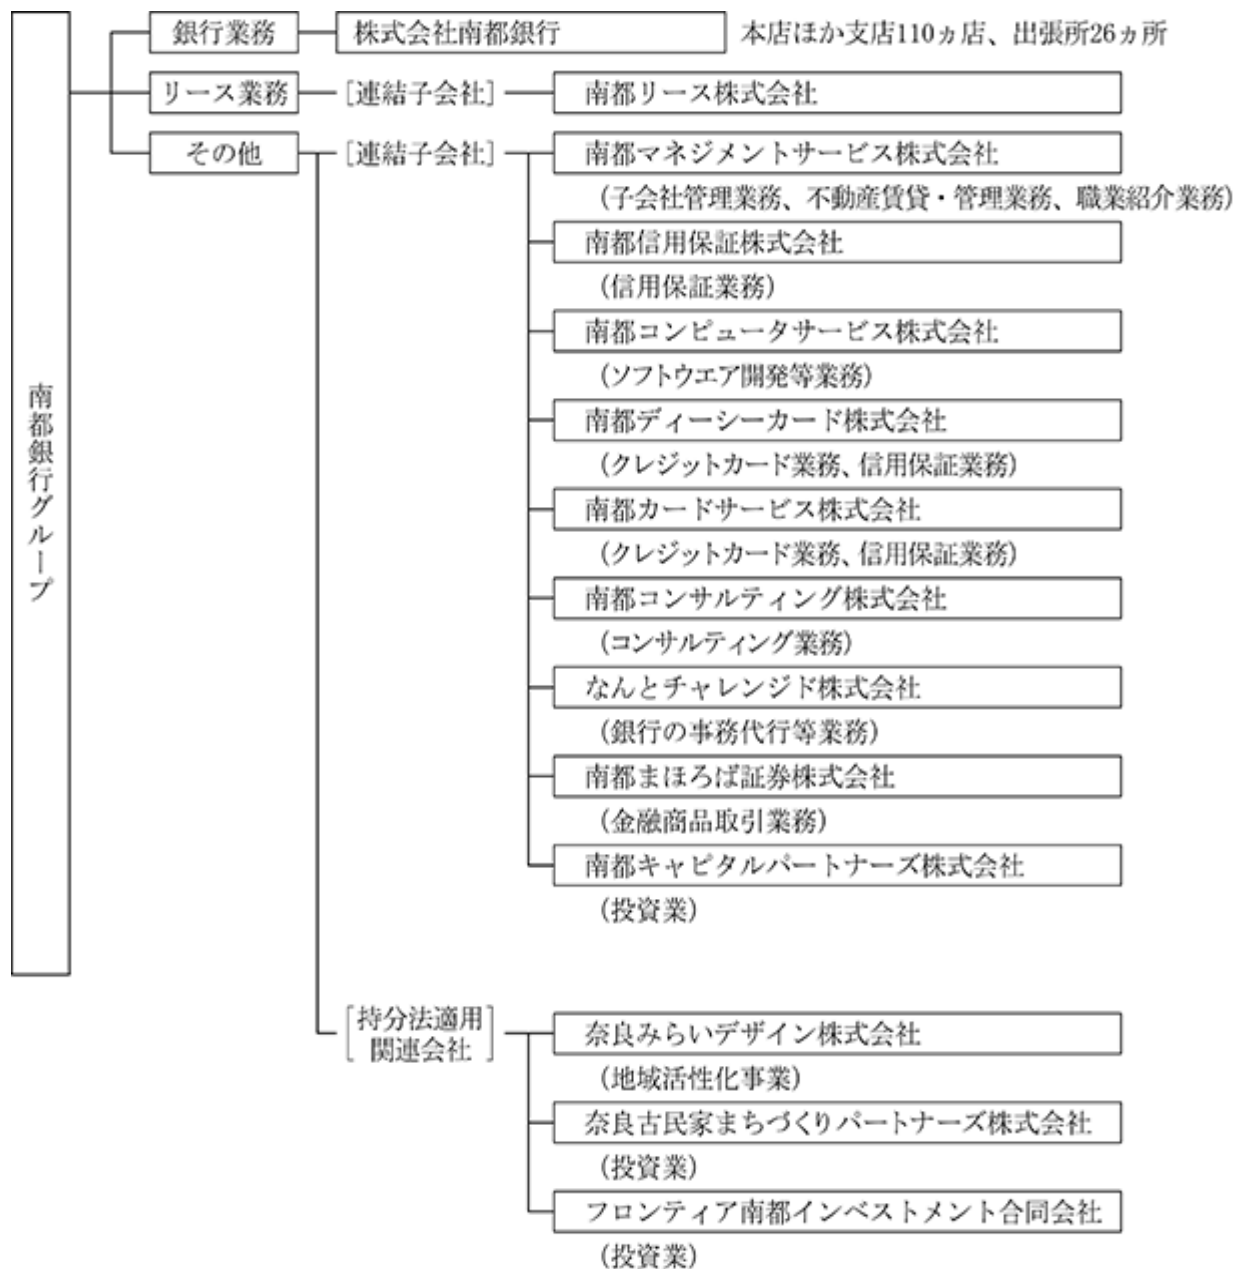 南都銀行グループ
銀行業務
株式会社南都銀行
本店ほか支店110ヵ店、出張所26ヵ所
リース業務
[連結子会社]
南都リース株式会社
その他
[連結子会社]
南都マネジメントサービス株式会社
(子会社管理業務、不動産賃貸・管理業務、職業紹介業務)
南都信用保証株式会社
(信用保証業務)
南都コンピュータサービス株式会社
(ソフトウエア開発等業務)
南都ディーシーカード株式会社
(クレジットカード業務、信用保証業務)
南都カードサービス株式会社
(クレジットカード業務、信用保証業務)
南都コンサルティング株式会社
(コンサルティング業務)
なんとチャレンジド株式会社
(銀行の事務代行等業務)
南都まほろば証券株式会社
(金融商品取引業務)
南都キャピタルパートナーズ株式会社
(投資業)
[持分法適用
関連会社]
奈良みらいデザイン株式会社
(地域活性化事業)
奈良古民家まちづくりパートナーズ株式会社
(投資業)
フロンティア南都インベストメント合同会社
(投資業)